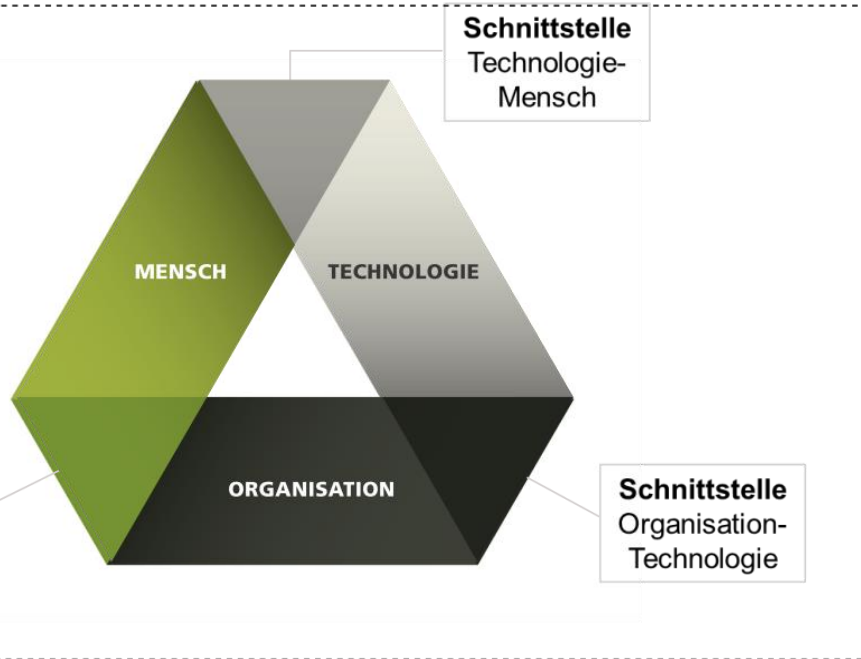 Schnittstelle
Technologie-
Mensch
MENSCH
TECHNOLOGIE
ORGANISATION
Schnittstelle
Organisation-
Technologie